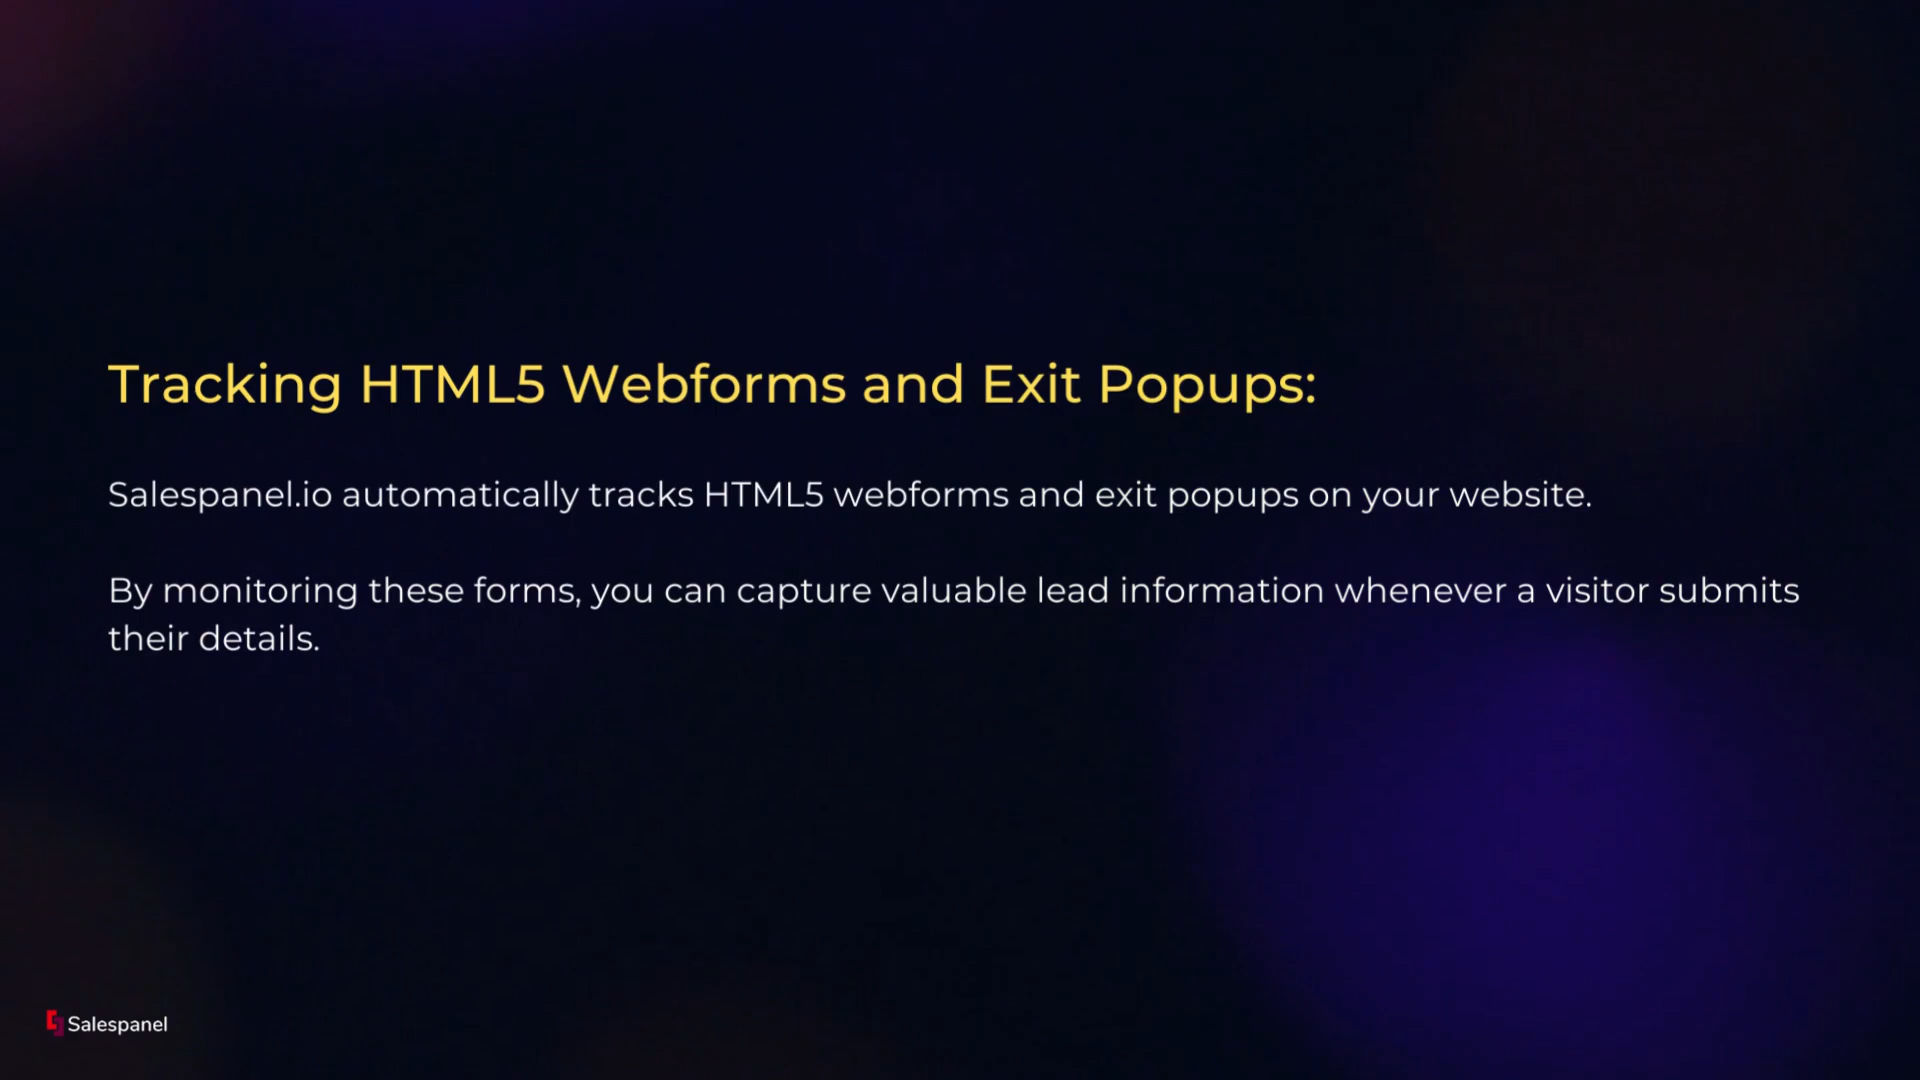 Tracking HTML5 Webforms and Exit Popups:
Salespanel.io automatically tracks HTML5 webforms and exit popups on your website.
By monitoring these forms, you can capture valuable lead information whenever a visitor submits
their details.
Salespanel